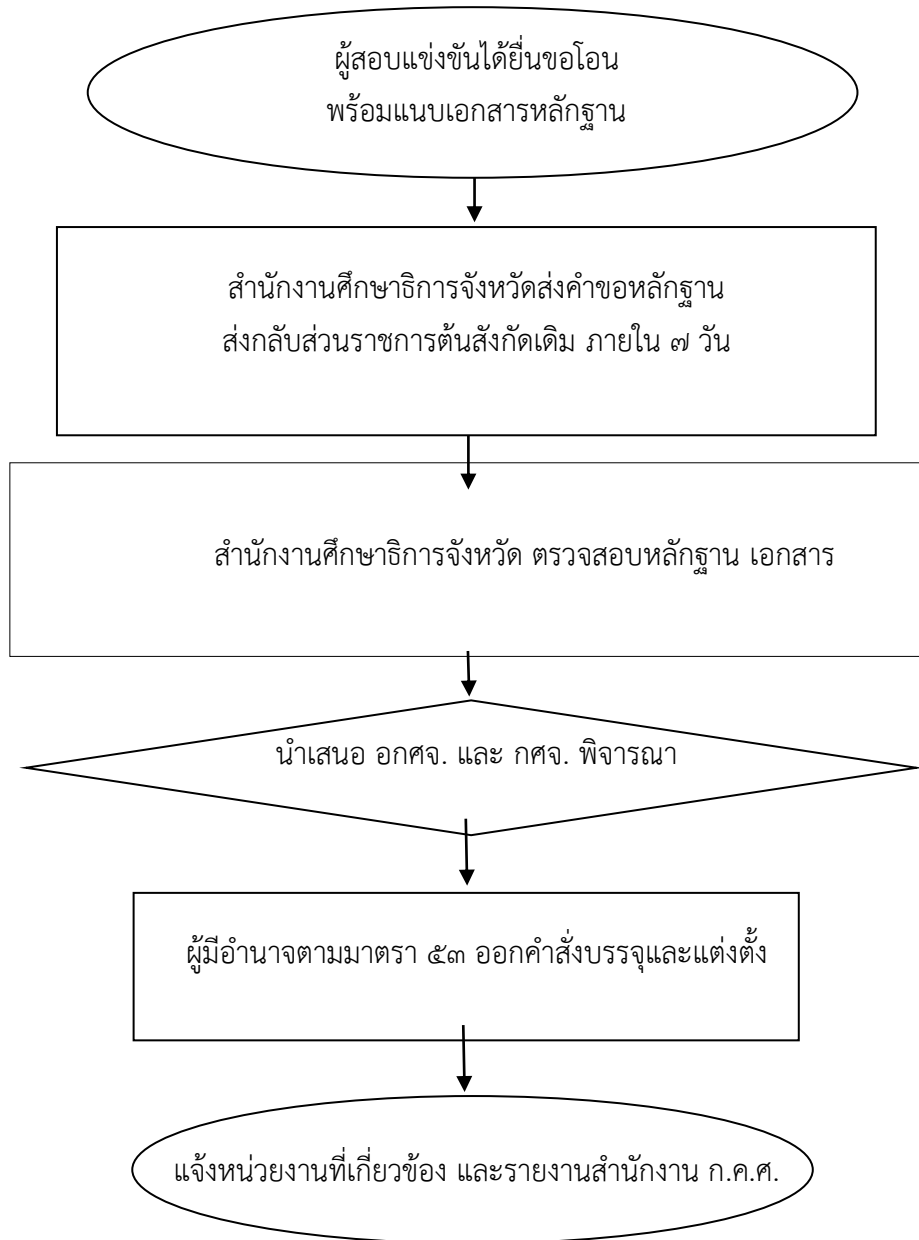 ผู้สอบแข่งขันได้ยื่นขอโอน
พร้อมแนบเอกสารหลักฐาน
สำนักงานศึกษาธิการจังหวัดส่งคำขอหลักฐาน
ส่งกลับส่วนราชการต้นสังกัดเดิม ภายใน ๗ วัน
สำนักงานศึกษาธิการจังหวัด ตรวจสอบหลักฐาน เอกสาร
นำเสนอ อกศจ. และ กศจ. พิจารณา
ผู้มีอำนาจตามมาตรา ๕๓ ออกคำสั่งบรรจุและแต่งตั้ง
แจ้งหน่วยงานที่เกี่ยวข้อง และรายงานสำนักงาน ก.ค.ศ.